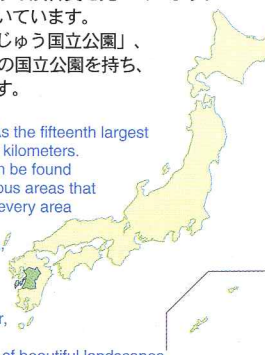 いています。
じゅう国立公園」、
の国立公園を持ち、
す。
s the fifteenth largest
kilometers.
n be found
ous areas that
every area
of beautiful landscapes